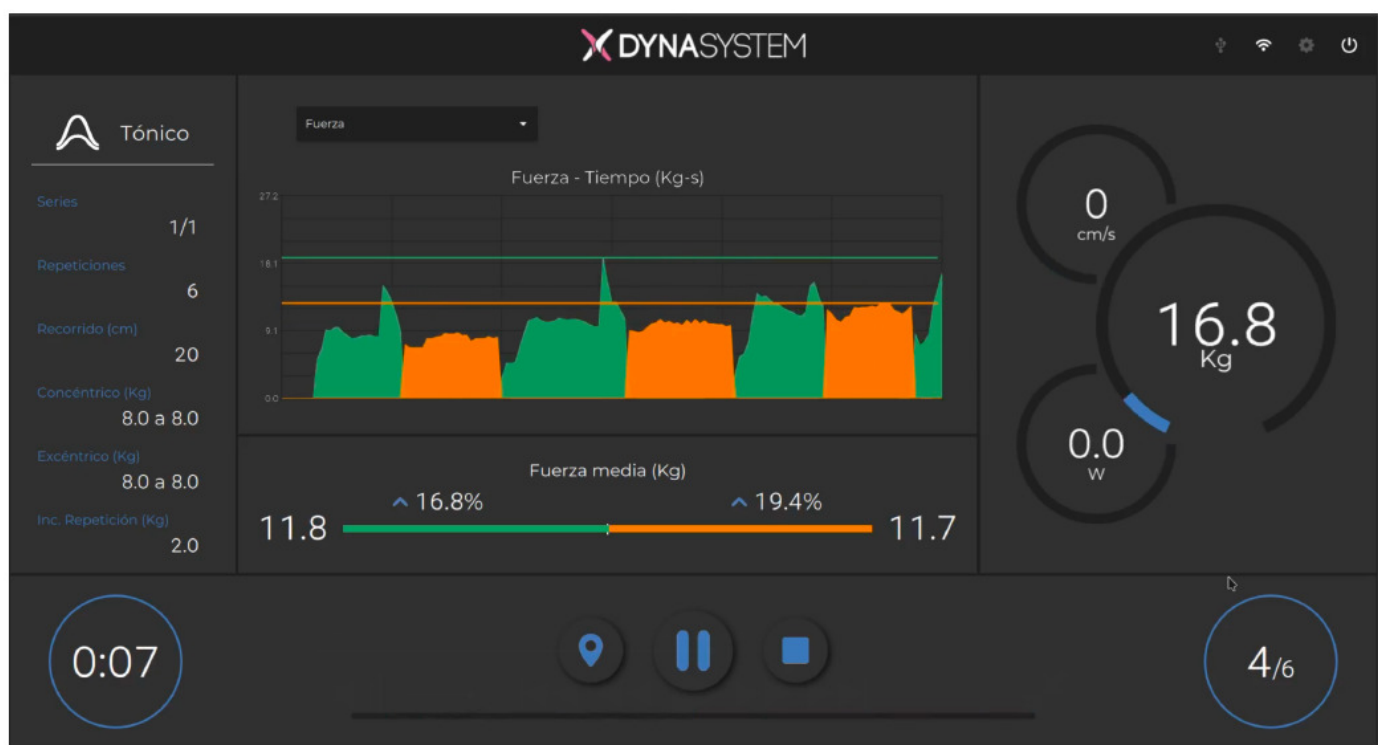 DYNASYSTEM
Tónico
Series
1/1
Repeticiones
6
Recorrido (cm)
20
Concéntrico (Kg)
8.0 a 8.0
Excéntrico (Kg)
8.0 a 8.0
Inc. Repetición (Kg)
2.0
Fuerza
Fuerza - Tiempo (Kg-s)
27.2
18.1
9.1
0.0
Fuerza media (Kg)
16.8%
19.4%
11.8
11.7
0
cm/s
16.8
Kg
0.0
W
0:07
4/6